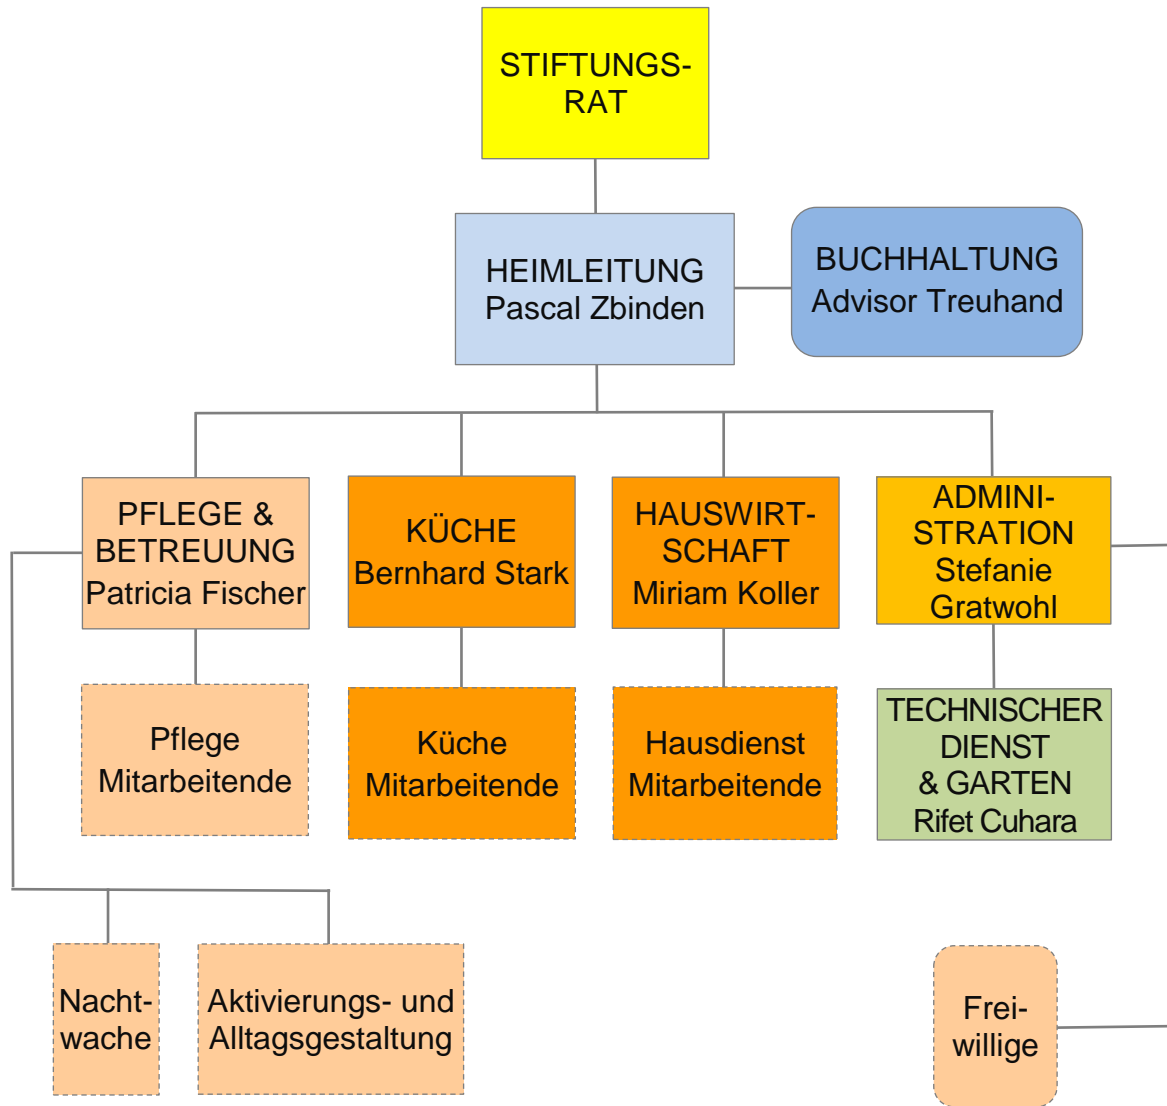 STIFTUNGS-
RAT
HEIMLEITUNG
Pascal Zbinden
BUCHHALTUNG
Advisor Treuhand
PFLEGE &
BETREUUNG
Patricia Fischer
KÜCHE
Bernhard Stark
HAUSWIRT-
SCHAFT
Miriam Koller
ADMINI-
STRATION
Stefanie
Gratwohl
Pflege
Mitarbeitende
Küche
Mitarbeitende
Hausdienst
Mitarbeitende
TECHNISCHER
DIENST
& GARTEN
Rifet Cuhara
Nacht-
wache
Aktivierungs- und
Alltagsgestaltung
Frei-
willige